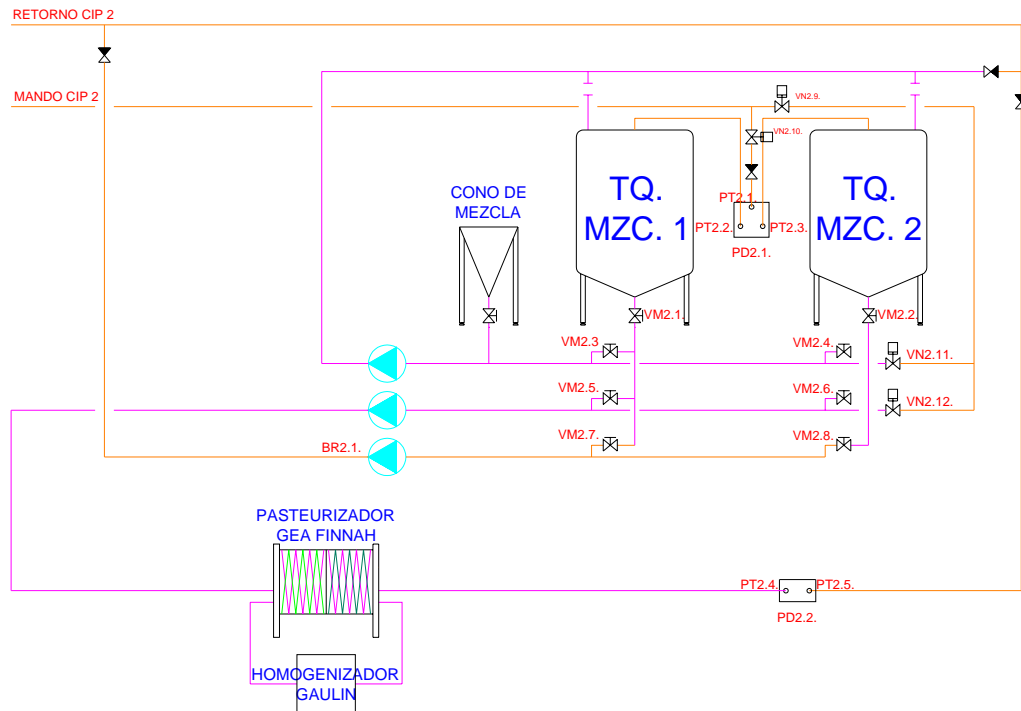 RETORNO CIP 2
MANDO CIP 2
VN2.9.
VN2.10.
CONO DE
MEZCLA
TQ.
MZC. 1
TQ.
MZC. 2
PT2.1.
PT2.2.
PT2.3.
PD2.1.
VM2.1.
VM2.2.
VM2.3
VM2.4.
VN2.11.
VM2.5.
VM2.6.
VN2.12.
VM2.7.
VM2.8.
BR2.1.
PASTEURIZADOR
GEA FINNAH
PT2.4.
PT2.5.
PD2.2.
HOMOGENIZADOR
GAULIN